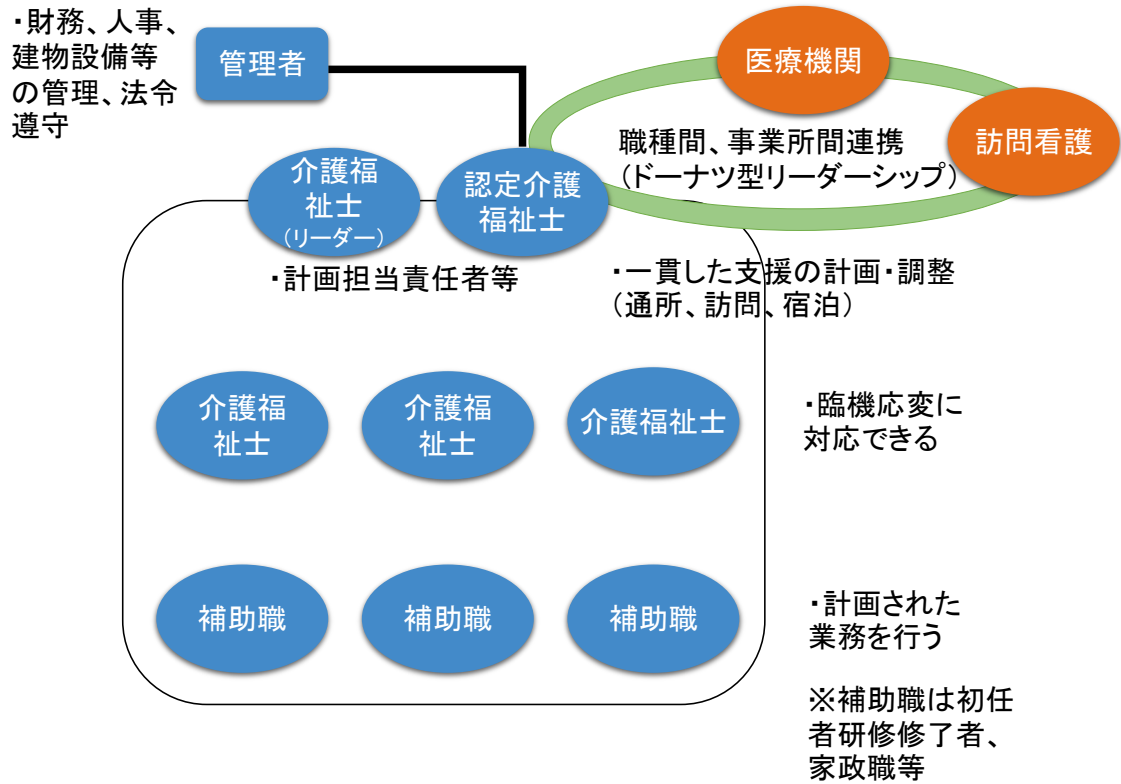 ・財務、人事、
建物設備等
の管理、法令
遵守
管理者
医療機関
訪問看護
職種間、事業所間連携
（ドーナツ型リーダーシップ）
介護福
祉士
（リーダー）
認定介護
福祉士
・計画担当責任者等
・一貫した支援の計画・調整
（通所、訪問、宿泊）
介護福
祉士
介護福
祉士
介護福祉士
・臨機応変に
対応できる
補助職
補助職
補助職
・計画された
業務を行う
※補助職は初任
者研修修了者、
家政職等